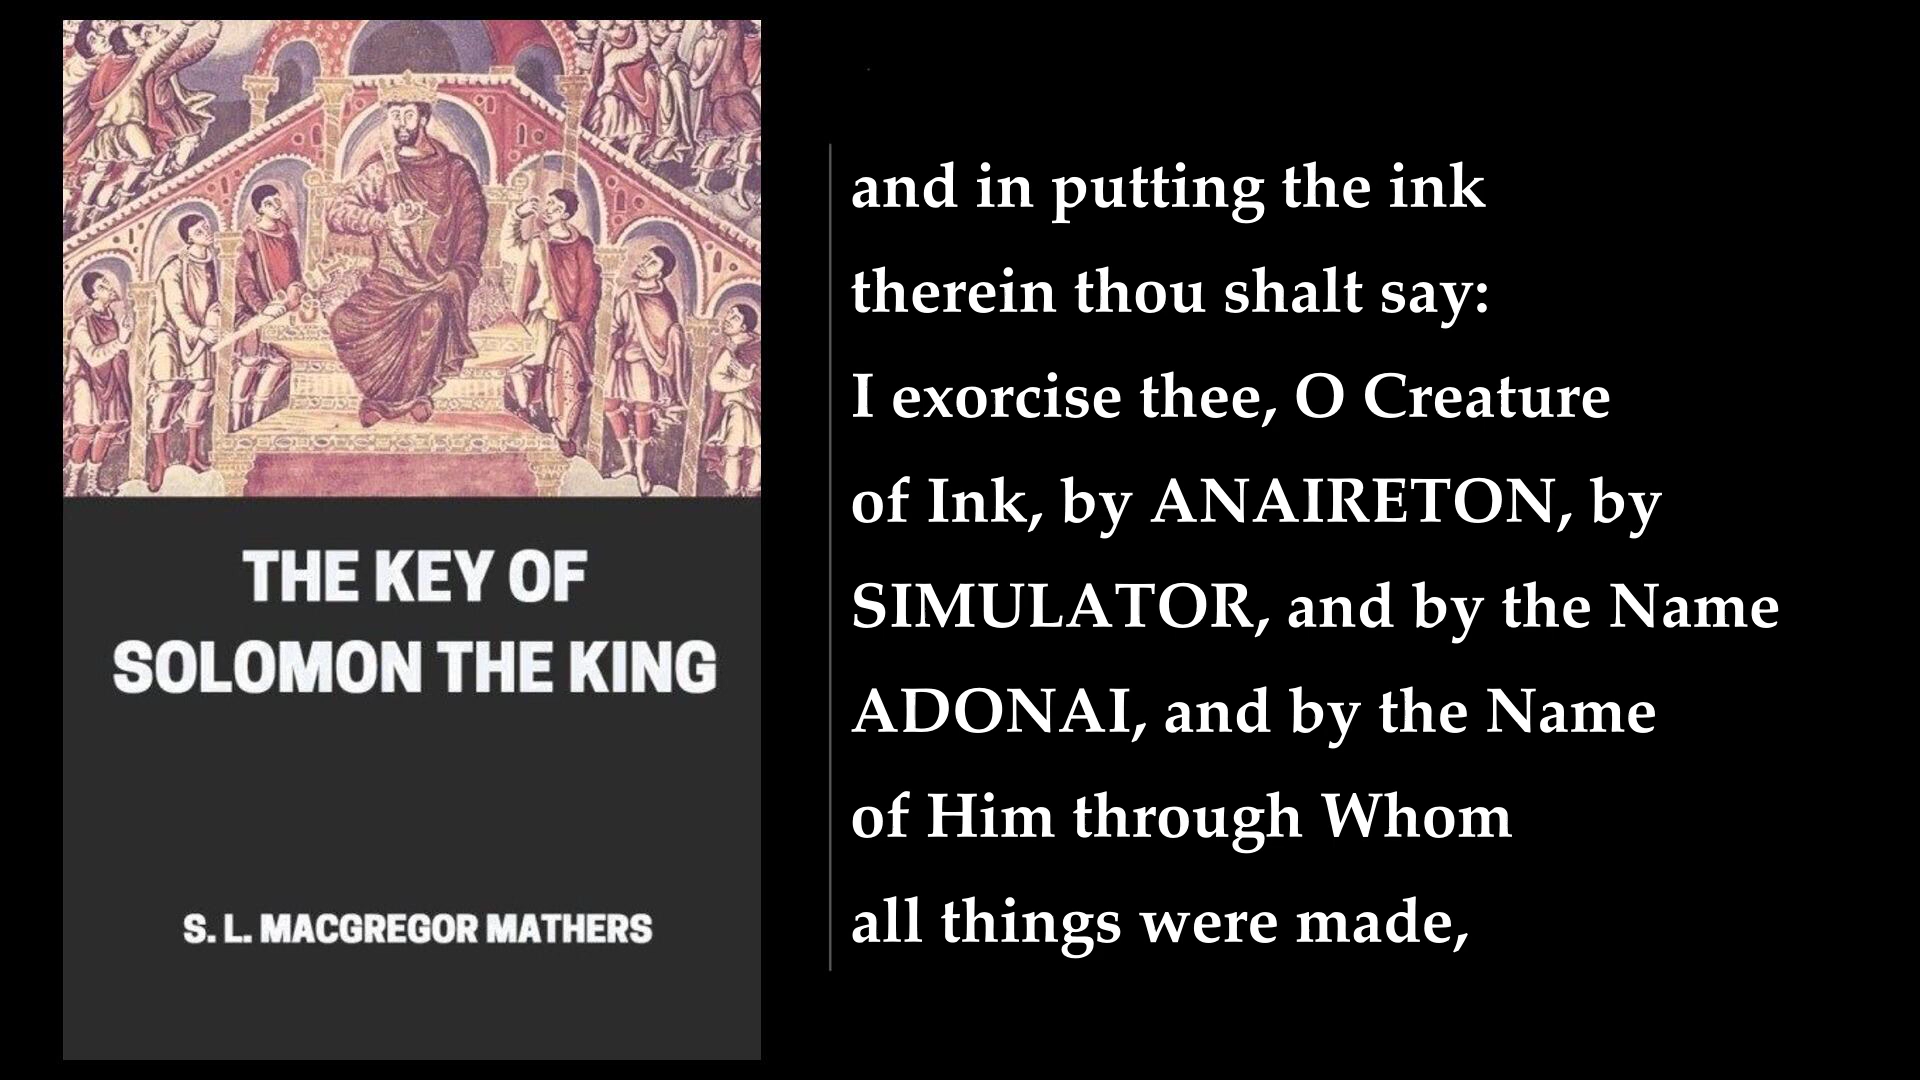 THE KEY OF
SOLOMON THE KING
S. L. MACGREGOR MATHERS
and in putting the ink
therein thou shalt say:
I exorcise thee, O Creature
of Ink, by ANAIRETON, by
SIMULATOR, and by the Name
ADONAI, and by the Name
of Him through Whom
all things were made,